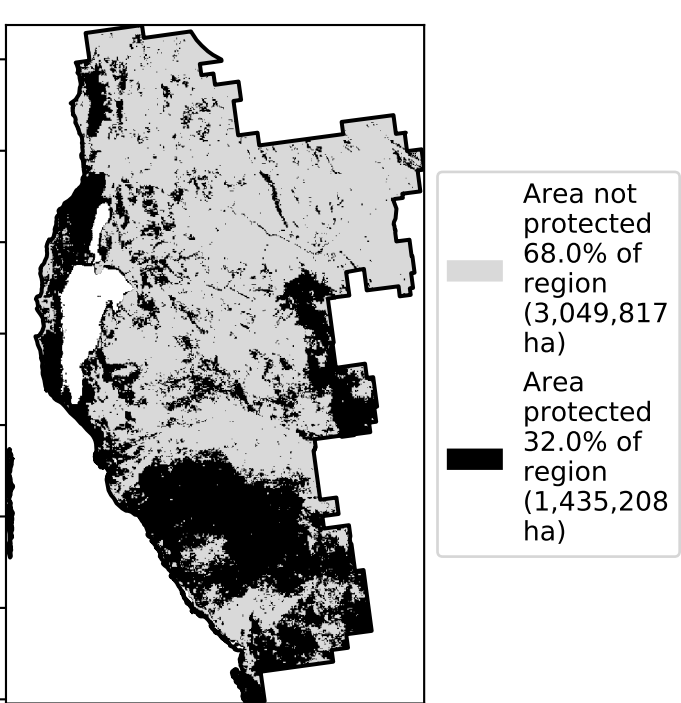 Area not
protected
68.0% of
region
(3,049,817
ha)
Area
protected
32.0% of
region
(1,435,208
ha)